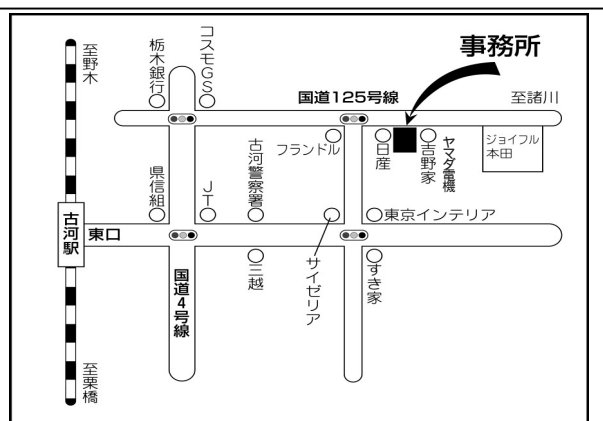 至野木
栃木銀行
コスモGS
事務所
国道125号線
至諸川
フランドル
日産
吉野家
ヤマダ電機
ジョイフル
本田
県信組
JT
古河警察署
東京インテリア
古河駅
東口
国道4号線
三越
サイゼリア
すき家
至栗橋